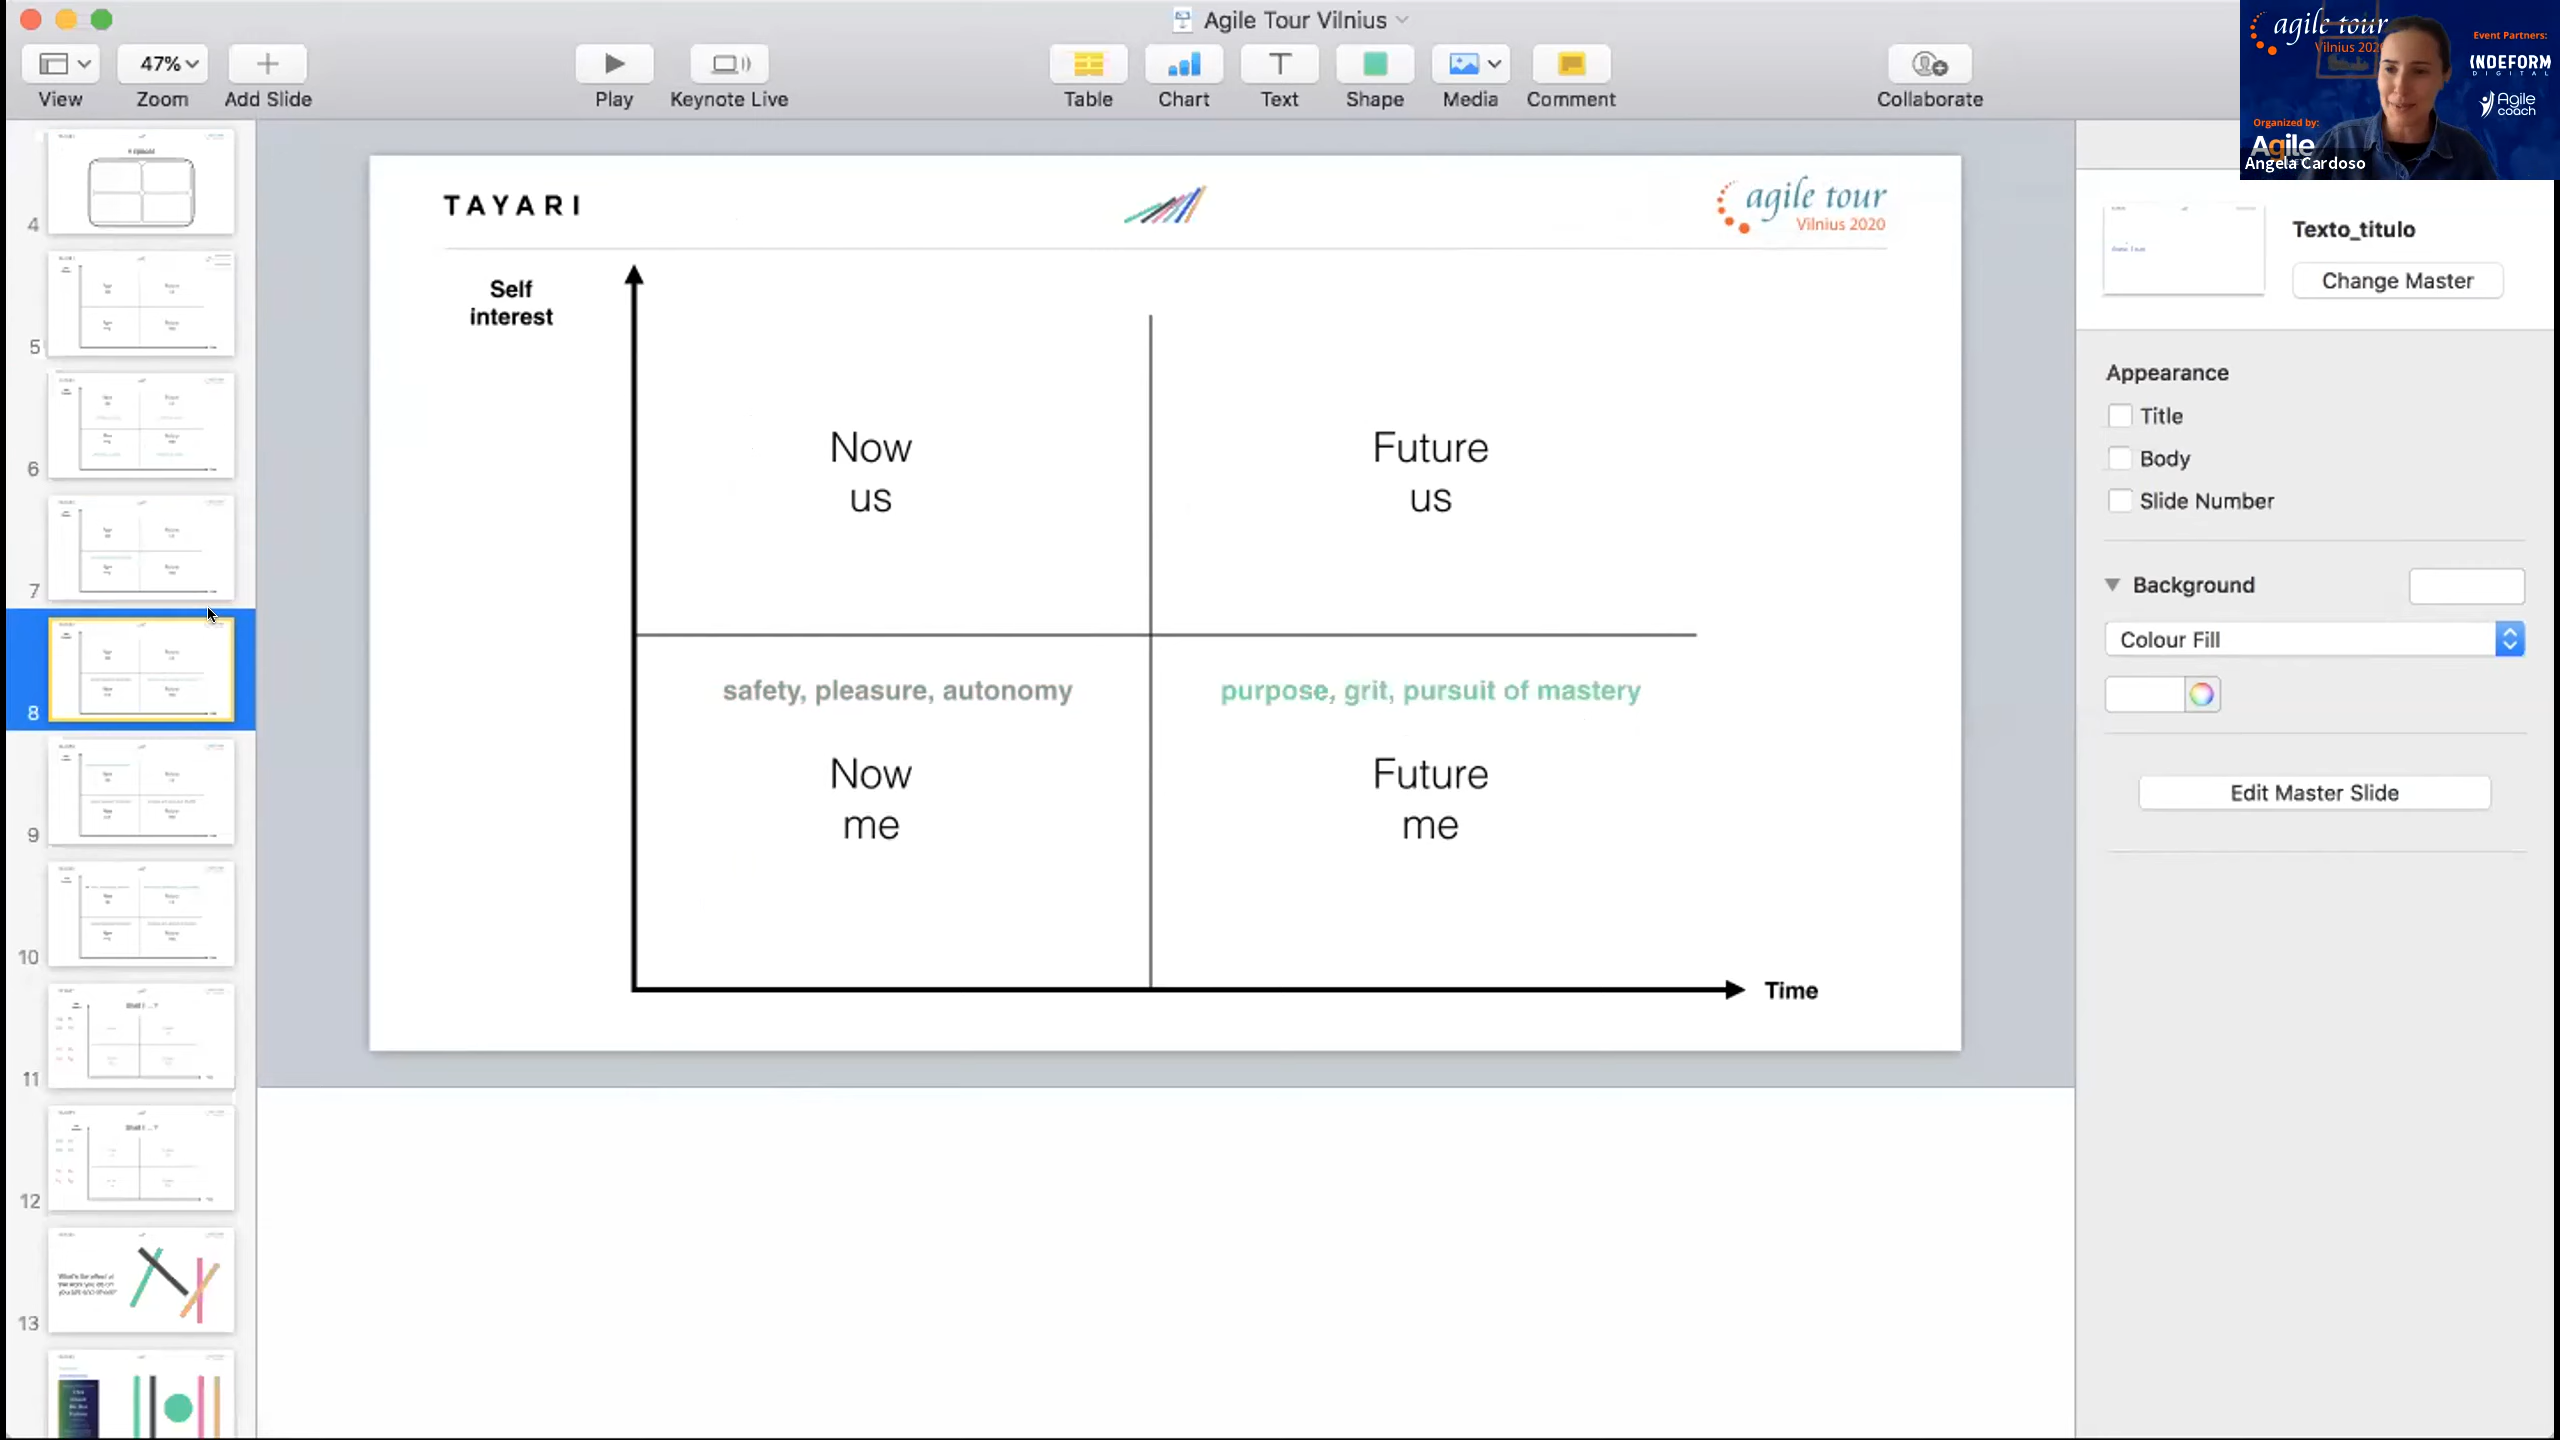 Agile Tour Vilnius
47%
View
Zoom
Add Slide
Play
Keynote Live
Table
Chart
Text
Shape
Media
Comment
Collaborate
agile tour
Vilnius 202
Event Partners:
INDEFORM
DIGITAL
Agile
coach
Organized by:
Agile
Angela Cardoso
4
5
6
7
8
9
10
11
12
13
TAYARI
agile tour
Vilnius 2020
Self
interest
Now
us
Future
us
safety, pleasure, autonomy
purpose, grit, pursuit of mastery
Now
me
Future
me
Time
Texto_titulo
Change Master
Appearance
Title
Body
Slide Number
Background
Colour Fill
Edit Master Slide